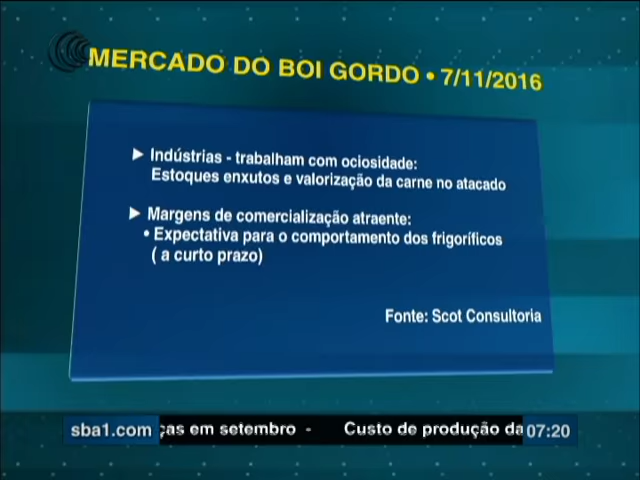 MERCADO DO BOI GORDO • 7/11/2016
► Indústrias - trabalham com ociosidade:
Estoques enxutos e valorização da carne no atacado
► Margens de comercialização atraente:
• Expectativa para o comportamento dos frigoríficos
( a curto prazo)
Fonte: Scot Consultoria
sba1.com ças em setembro - Custo de produção da 07:20